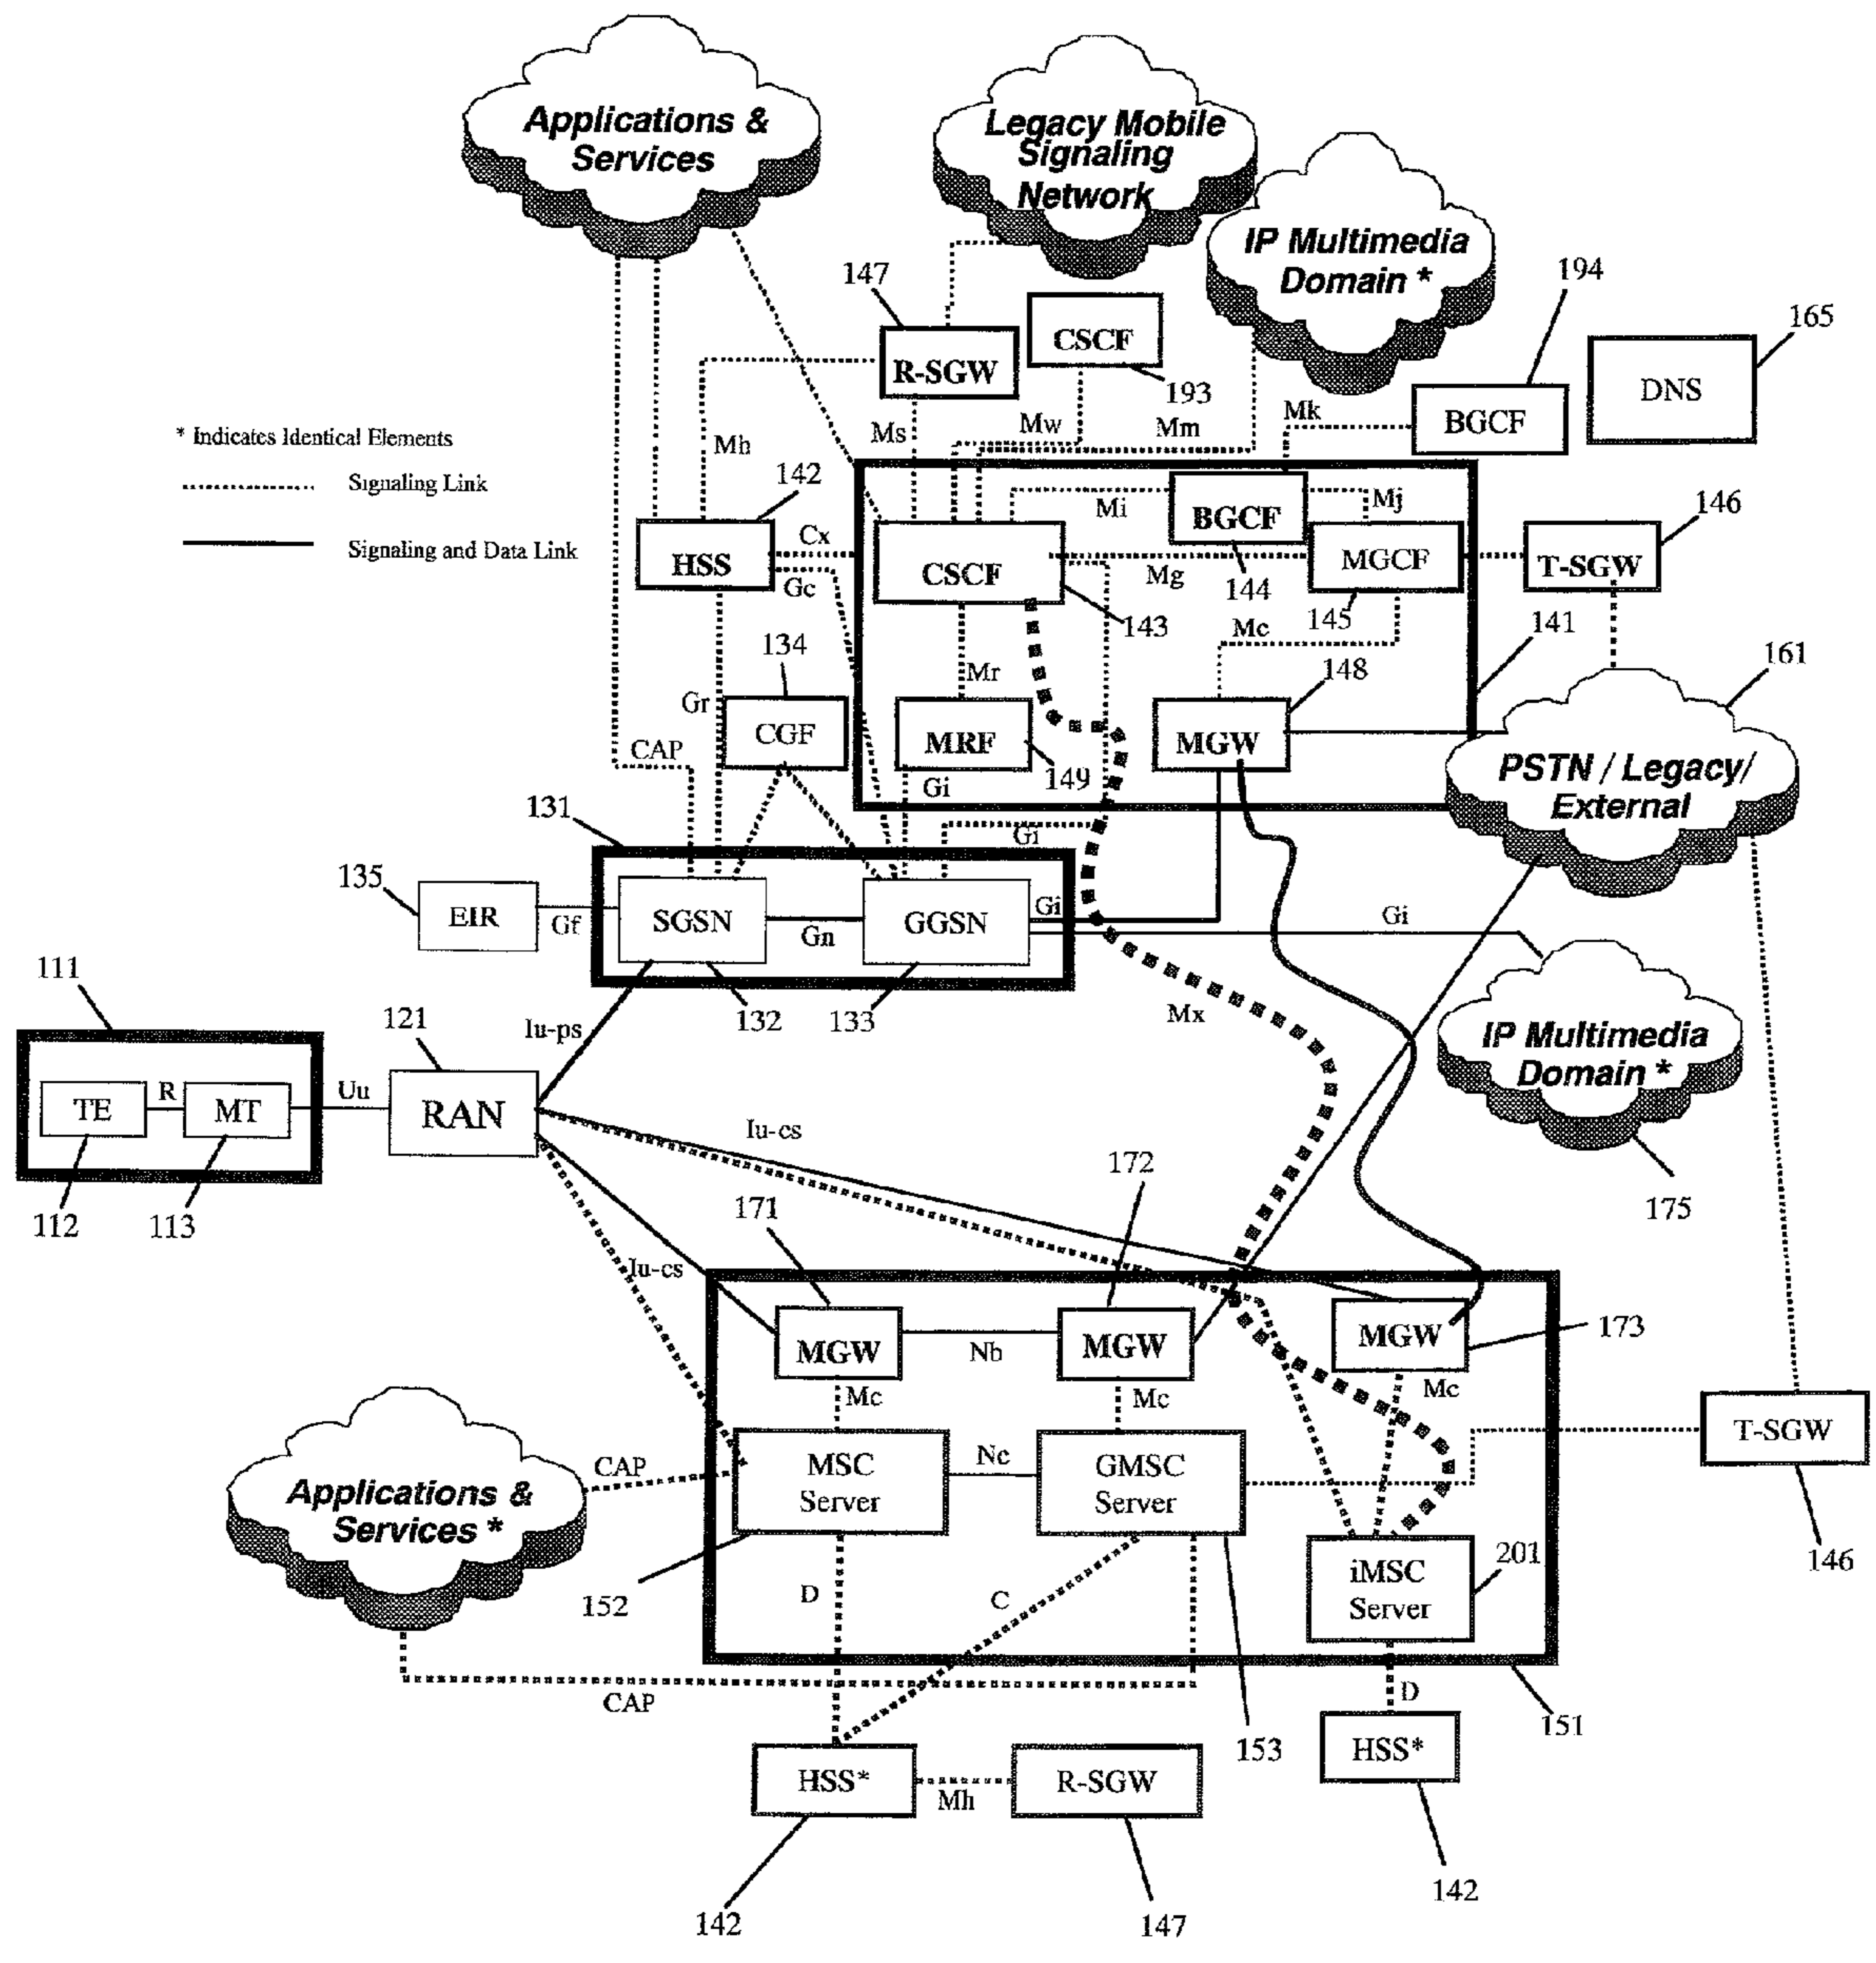 Applications &
Services
Legacy Mobile
Signaling
Network
IP Multimedia
Domain *
194
165
147
CSCF
R-SGW
193
DNS
Mk
BGCF
* Indicates Identical Elements
Signaling Link
Signaling and Data Link
Mh
Ms
Mw
Mm
142
146
HSS
Cx
Gc
Mi
BGCF
Mj
CSCF
Mg
144
MGCF
T-SGW
143
145
141
134
Mc
148
161
Mr
Gr
CGF
MRF
149
MGW
CAP
Gi
PSTN / Legacy/
External
131
Gi
135
EIR
Gf
SGSN
Gn
GGSN
Gi
Gi
111
121
Iu-ps
132
133
Mx
IP Multimedia
Domain *
TE
R
MT
Uu
RAN
Iu-cs
172
175
112
113
171
Iu-cs
MGW
Nb
MGW
MGW
173
Mc
Mc
Mc
T-SGW
MSC
Server
Nc
GMSC
Server
CAP
Applications &
Services *
146
152
D
C
iMSC
Server
201
CAP
D
151
153
HSS*
Mh
R-SGW
HSS*
142
142
147